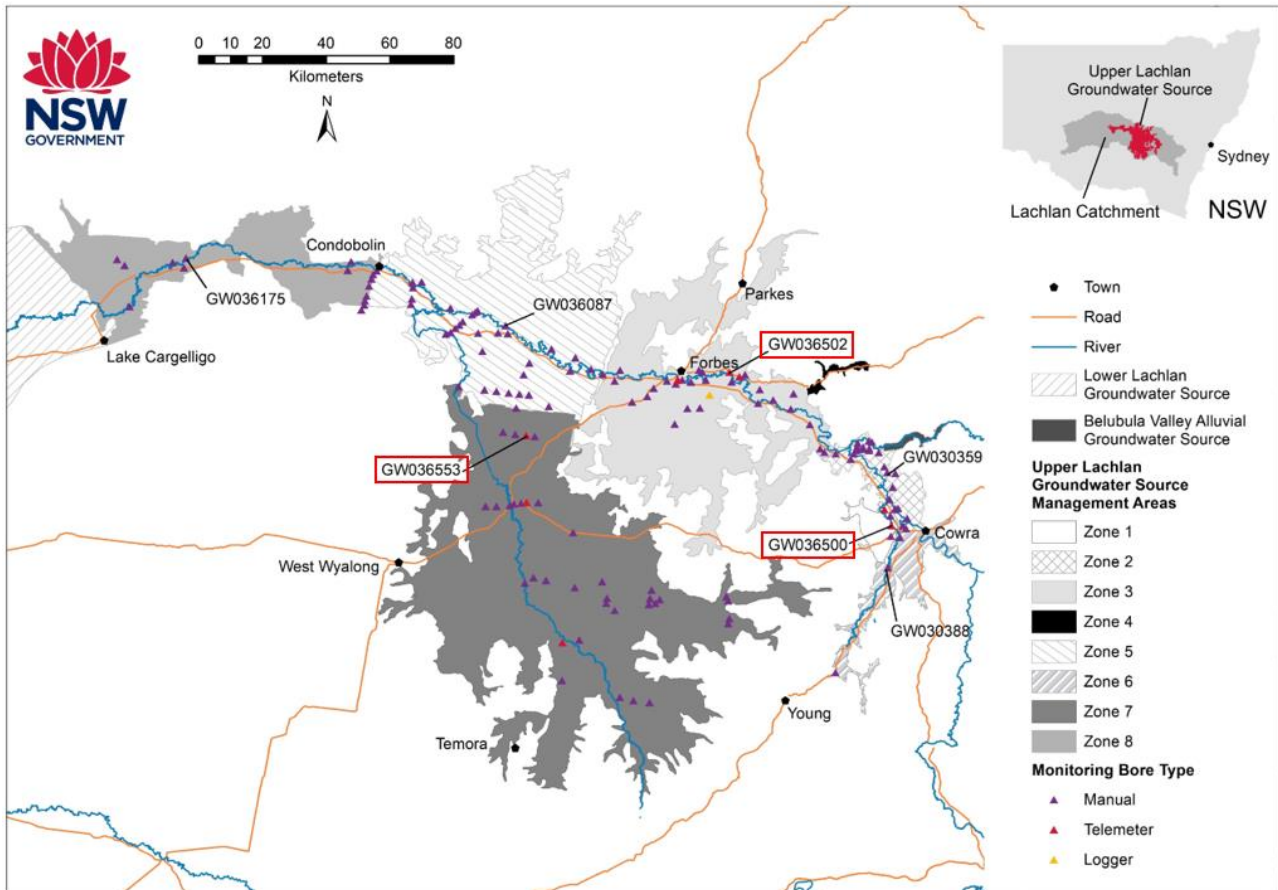 NSW
GOVERNMENT
0 10 20 40 60 80
Kilometers
N
Upper Lachlan
Groundwater Source
Sydney
Lachlan Catchment
NSW
Condobolin
GW036175
GW036087
Parkes
Lake Cargelligo
Forbes
GW036502
GW036553
GW030359
GW036500
Cowra
West Wyalong
GW030388
Young
Temora
Town
Road
River
Lower Lachlan
Groundwater Source
Belubula Valley Alluvial
Groundwater Source
Upper Lachlan
Groundwater Source
Management Areas
Zone 1
Zone 2
Zone 3
Zone 4
Zone 5
Zone 6
Zone 7
Zone 8
Monitoring Bore Type
Manual
Telemeter
Logger